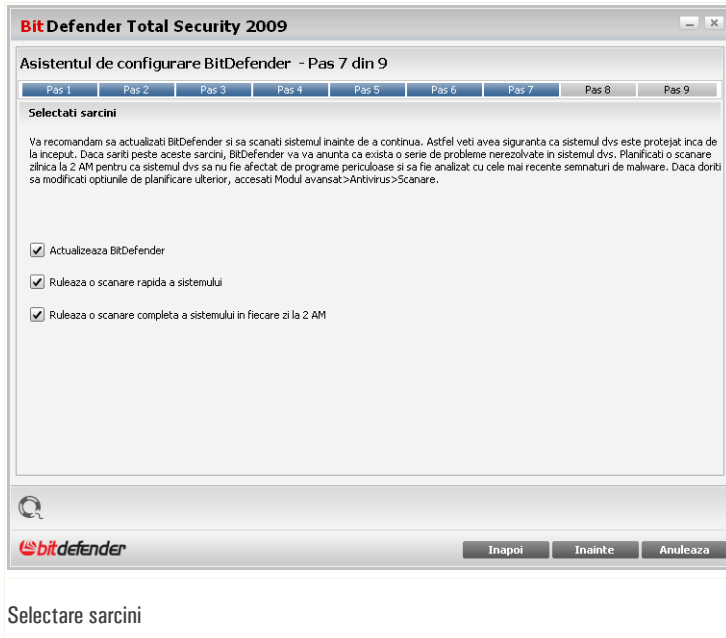 BitDefender Total Security 2009
Asistentul de configurare BitDefender - Pas 7 din 9
Pas 1 Pas 2 Pas 3 Pas 4 Pas 5 Pas 6 Pas 7 Pas 8 Pas 9
Selectati sarcini
Va recomandam sa actualizati BitDefender si sa scanati sistemul inainte de a continua. Astfel veti avea siguranta ca sistemul dvs este protejat inca de
la inceput. Daca sariti peste aceste sarcini, BitDefender va va anunta ca exista o serie de probleme nerezolvate in sistemul dvs. Planificati o scanare
zilnica la 2 AM pentru ca sistemul dvs sa nu fie afectat de programe periculoase si sa fie analizat cu cele mai recente semnaturi de malware. Daca doriti
sa modificati optiunile de planificare ulterior, accesati Modul avansat>Antivirus>Scanare.
Actualizeaza BitDefender
Ruleaza o scanare rapida a sistemului
Ruleaza o scanare completa a sistemului in fiecare zi la 2 AM
bitdefender
Inapoi Inainte Anuleaza
Selectare sarcini